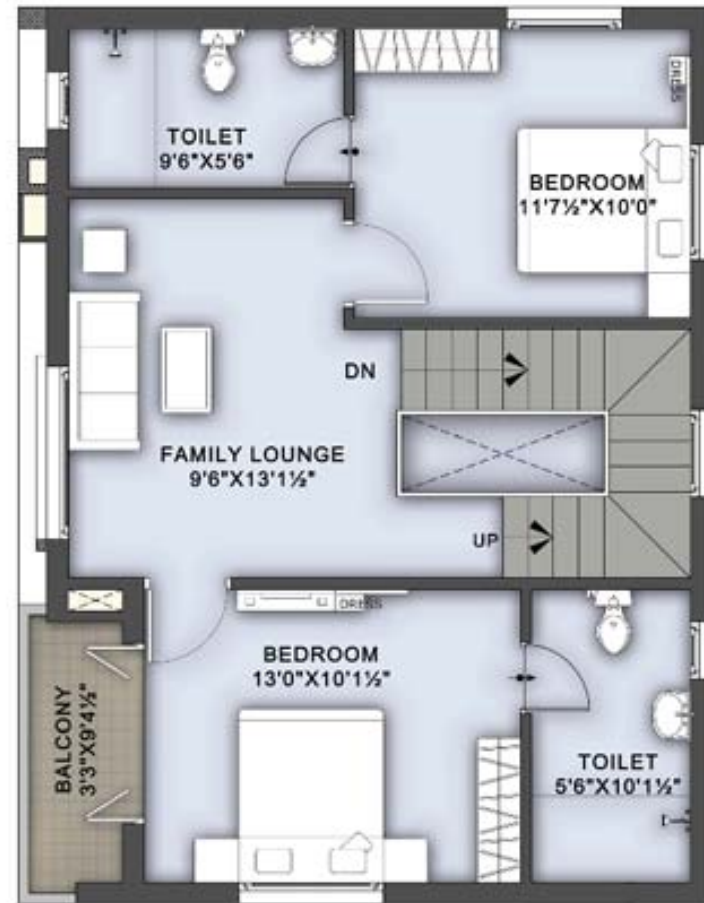 TOILET
9'6"X5'6"
DRESS
BEDROOM
11'7½"X10'0"
DN
FAMILY LOUNGE
9'6"X13'1½"
UP
DRESS
BEDROOM
13'0"X10'1½"
BALCONY
3'3"X9'4½"
TOILET
5'6"X10'1½"